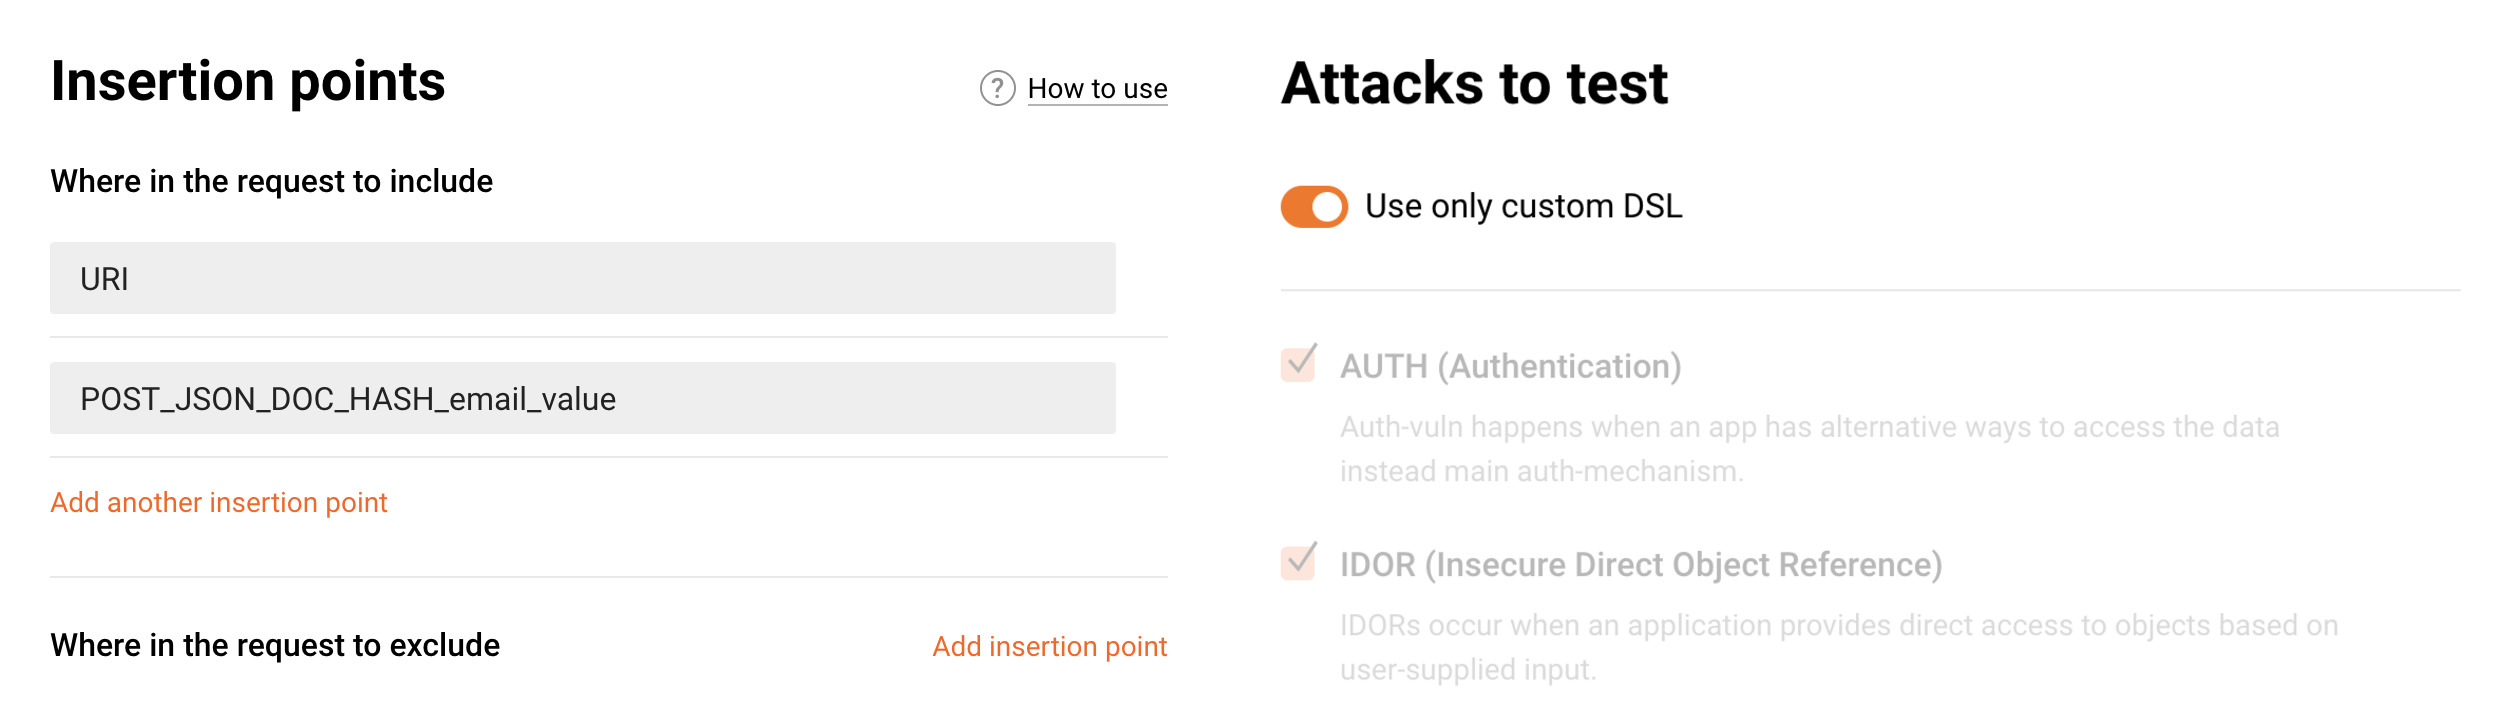 Insertion points
? How to use
Where in the request to include
URI
POST_JSON_DOC_HASH_email_value
Add another insertion point
Where in the request to exclude
Add insertion point
Attacks to test
Use only custom DSL
AUTH (Authentication)
Auth-vuln happens when an app has alternative ways to access the data
instead main auth-mechanism.
IDOR (Insecure Direct Object Reference)
IDORs occur when an application provides direct access to objects based on
user-supplied input.